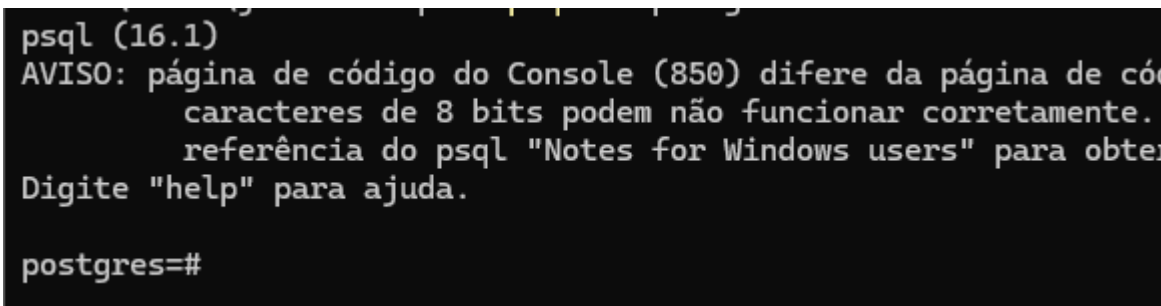 psql (16.1)
AVISO: página de código do Console (850) difere da página de
caracteres de 8 bits podem não funcionar corretamente.
referência do psql "Notes for Windows users" para
Digite "help" para ajuda.
postgres=#